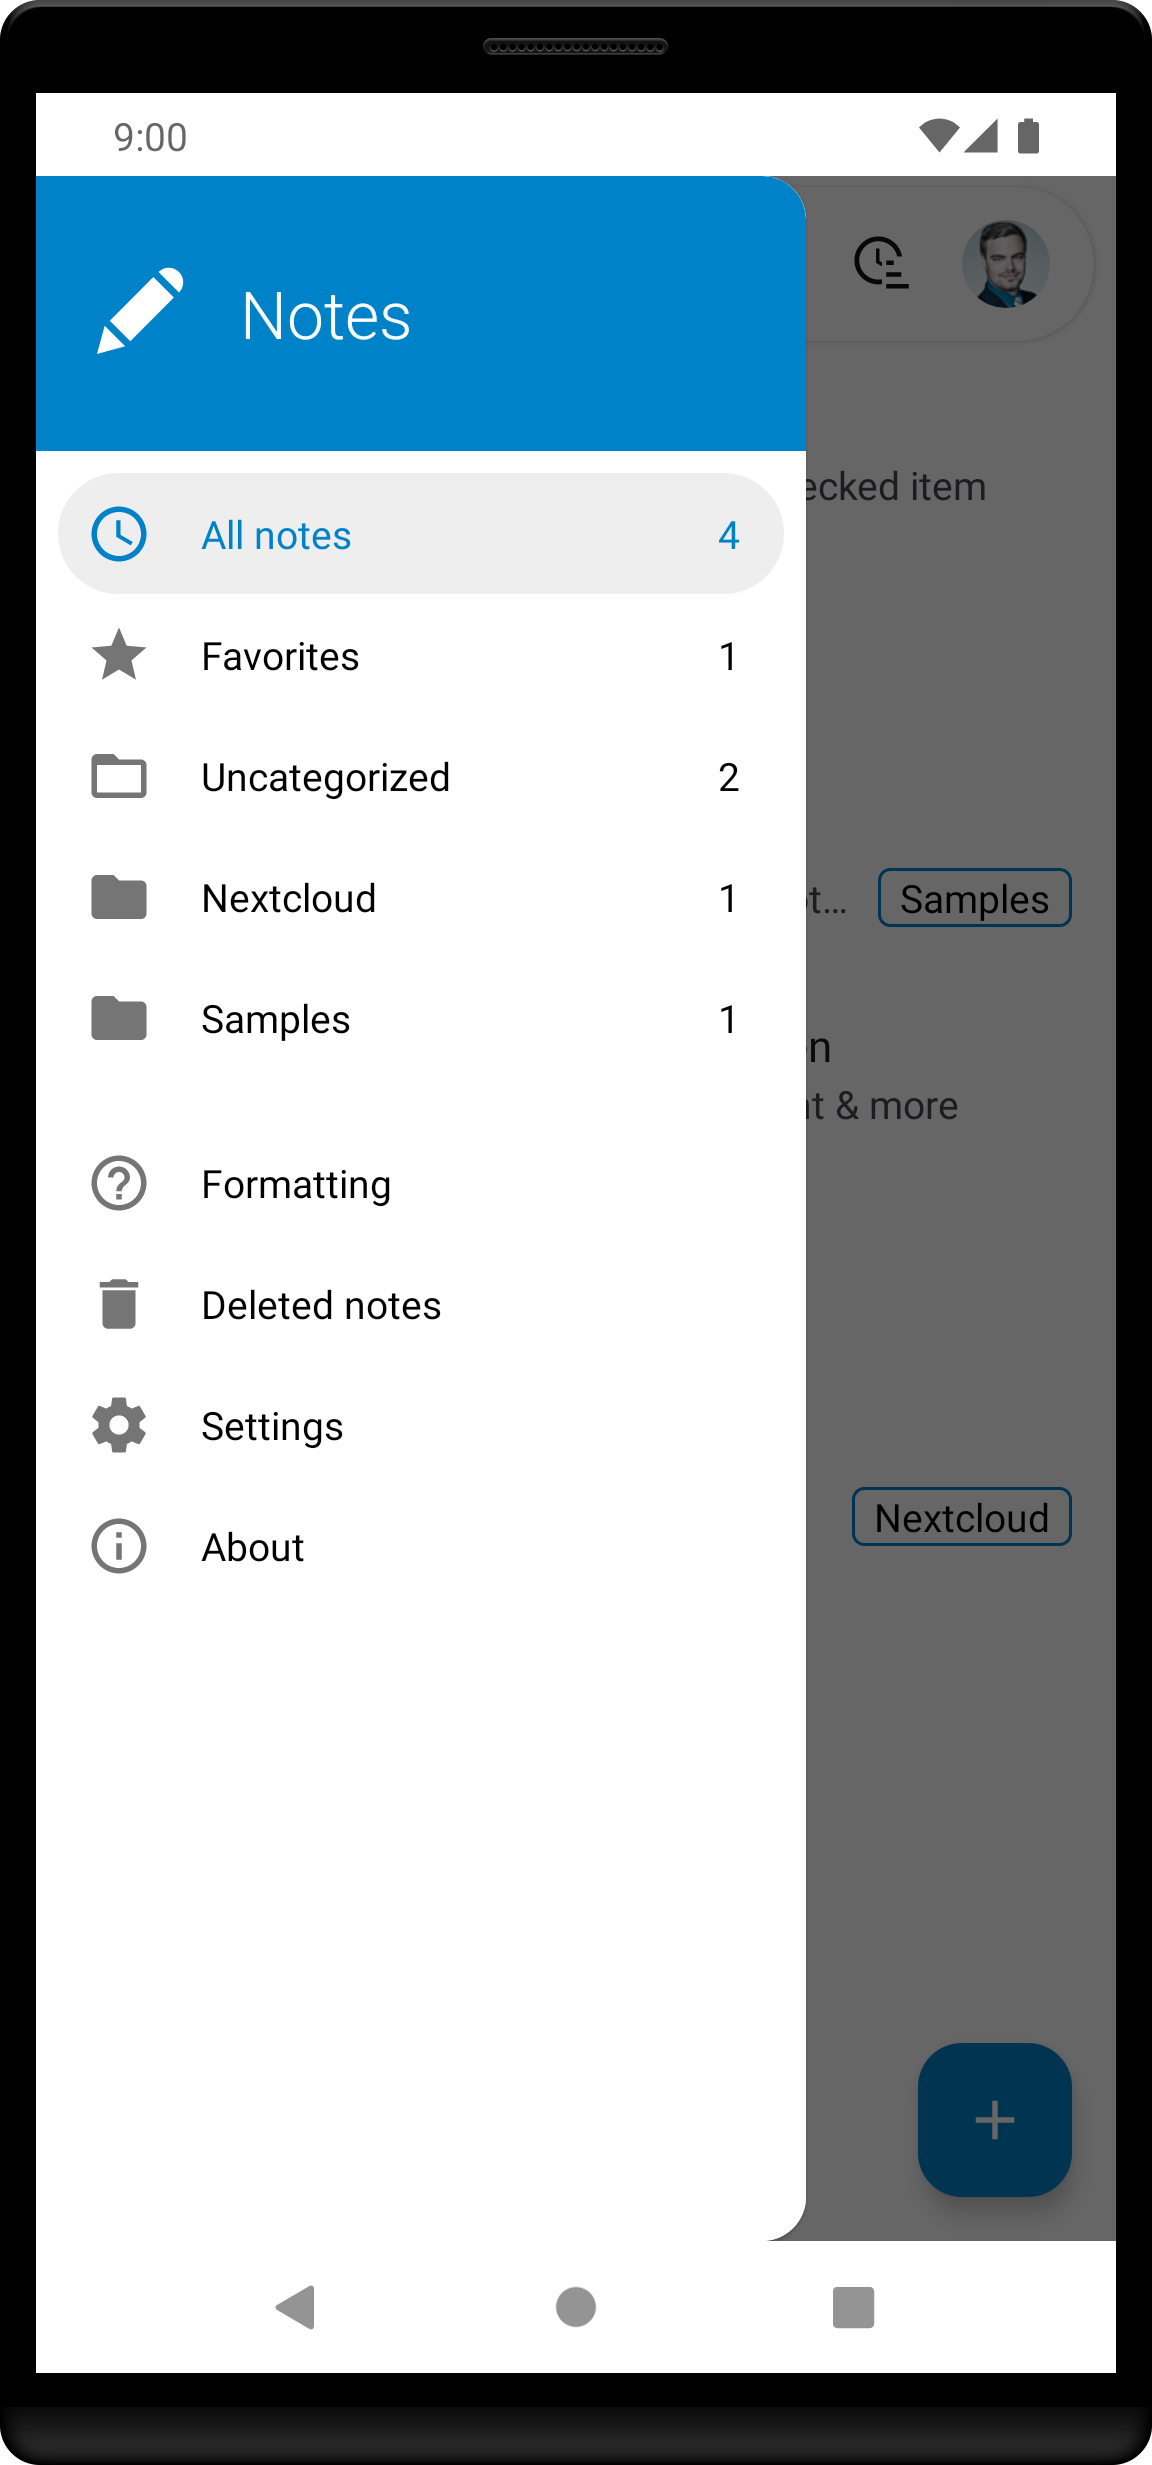 9:00
Notes
All notes 4
ecked item
Favorites 1
Uncategorized 2
Nextcloud 1
Samples
Samples 1
n
t & more
Formatting
Deleted notes
Settings
Nextcloud
About